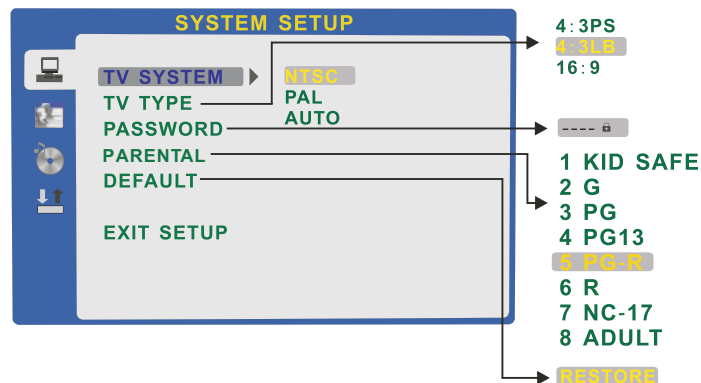 SYSTEM SETUP
TV SYSTEM
NTSC
TV TYPE
PAL
AUTO
PASSWORD
PARENTAL
DEFAULT
EXIT SETUP
4:3PS
4:3LB
16:9
----
1 KID SAFE
2 G
3 PG
4 PG13
5 PG-R
6 R
7 NC-17
8 ADULT
RESTORE